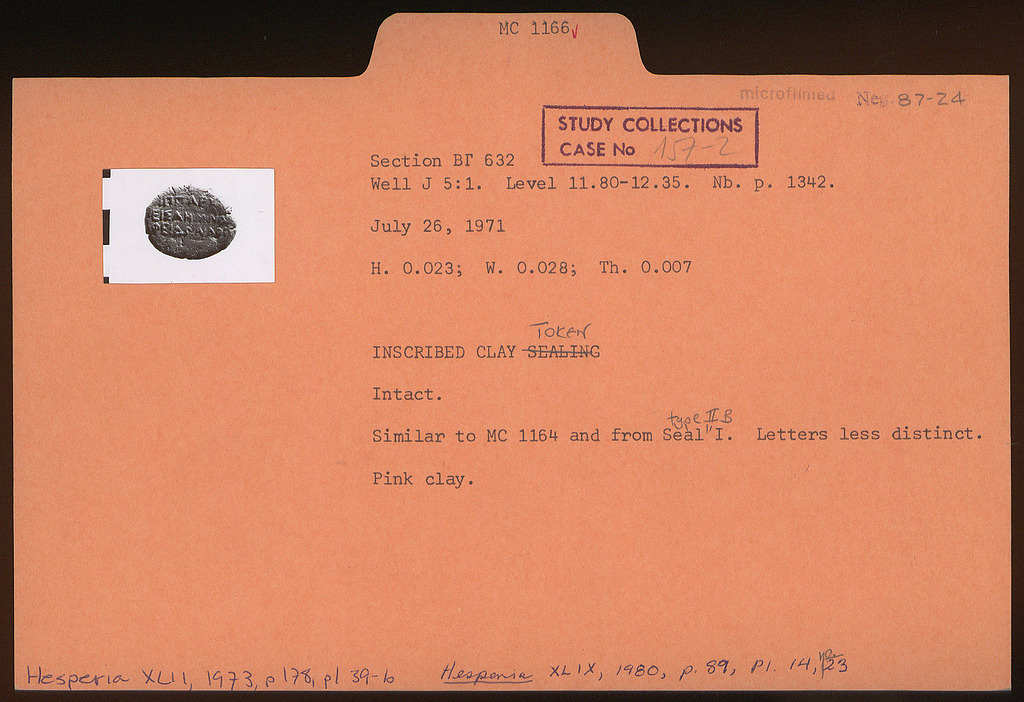 MC 1166
microfilmed Neg. 87-24
STUDY COLLECTIONS
CASE No 157-2
Section ΒΓ 632
Well J 5:1. Level 11.80-12.35. Nb. p. 1342.
July 26, 1971
H. 0.023; W. 0.028; Th. 0.007
TOKEN
INSCRIBED CLAY SEALING
Intact.
type II B
Similar to MC 1164 and from Seal I. Letters less distinct.
Pink clay.
Hesperia XLII, 1973, p 178, pl 39-b
Hesperia XLIX, 1980, p. 89, Pl. 14, 23